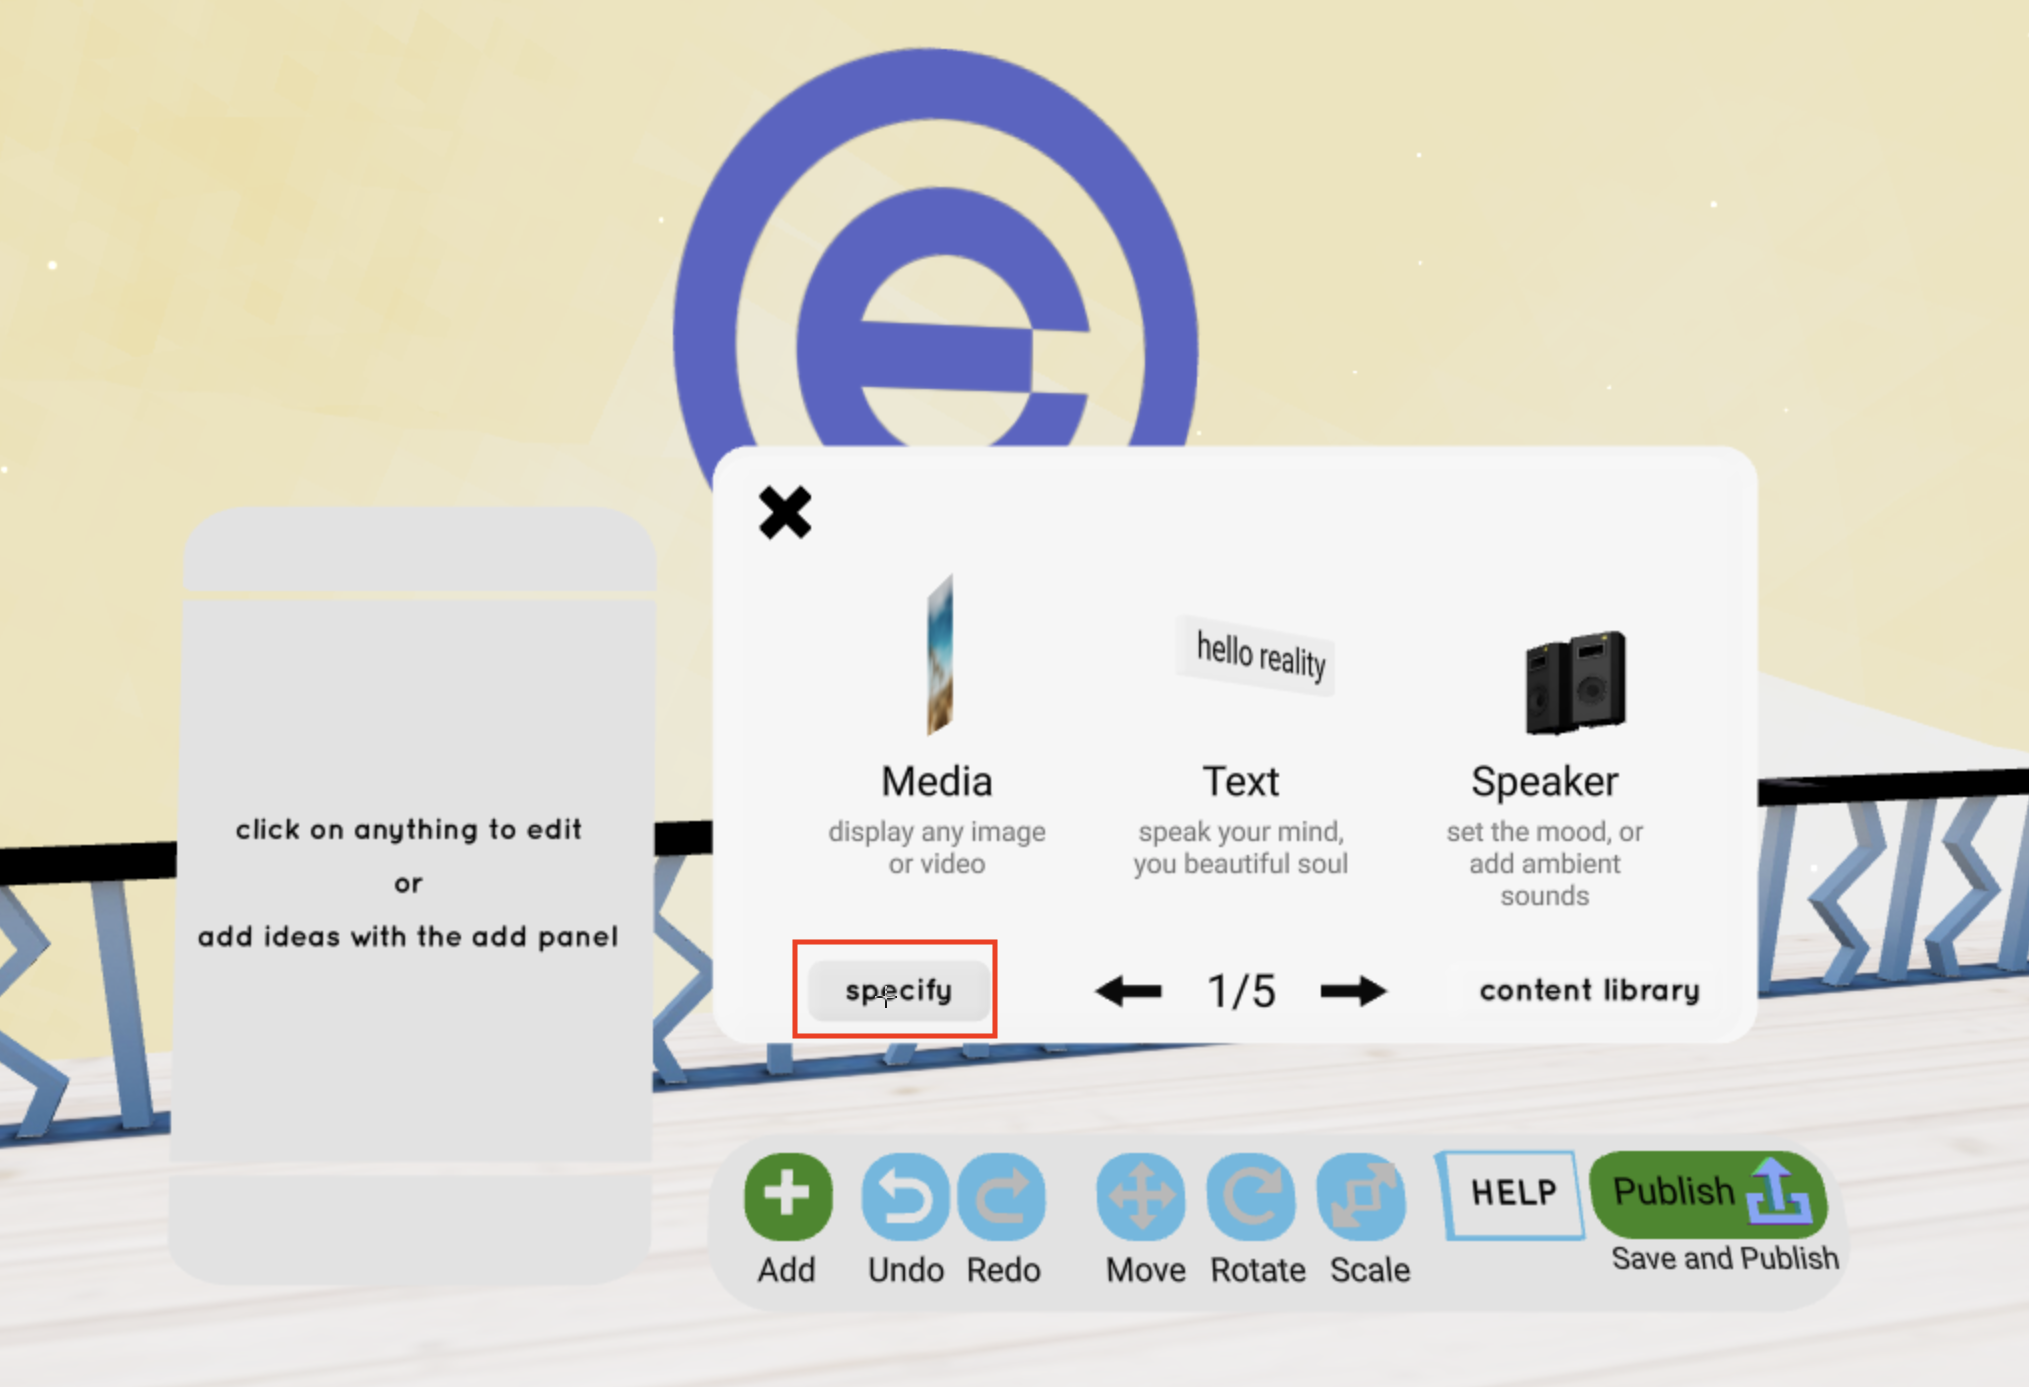 click on anything to edit
or
add ideas with the add panel
hello reality
Media
display any image
or video
Text
speak your mind,
you beautiful soul
Speaker
set the mood, or
add ambient
sounds
specify
1/5
content library
Add
Undo
Redo
Move
Rotate
Scale
HELP
Publish
Save and Publish